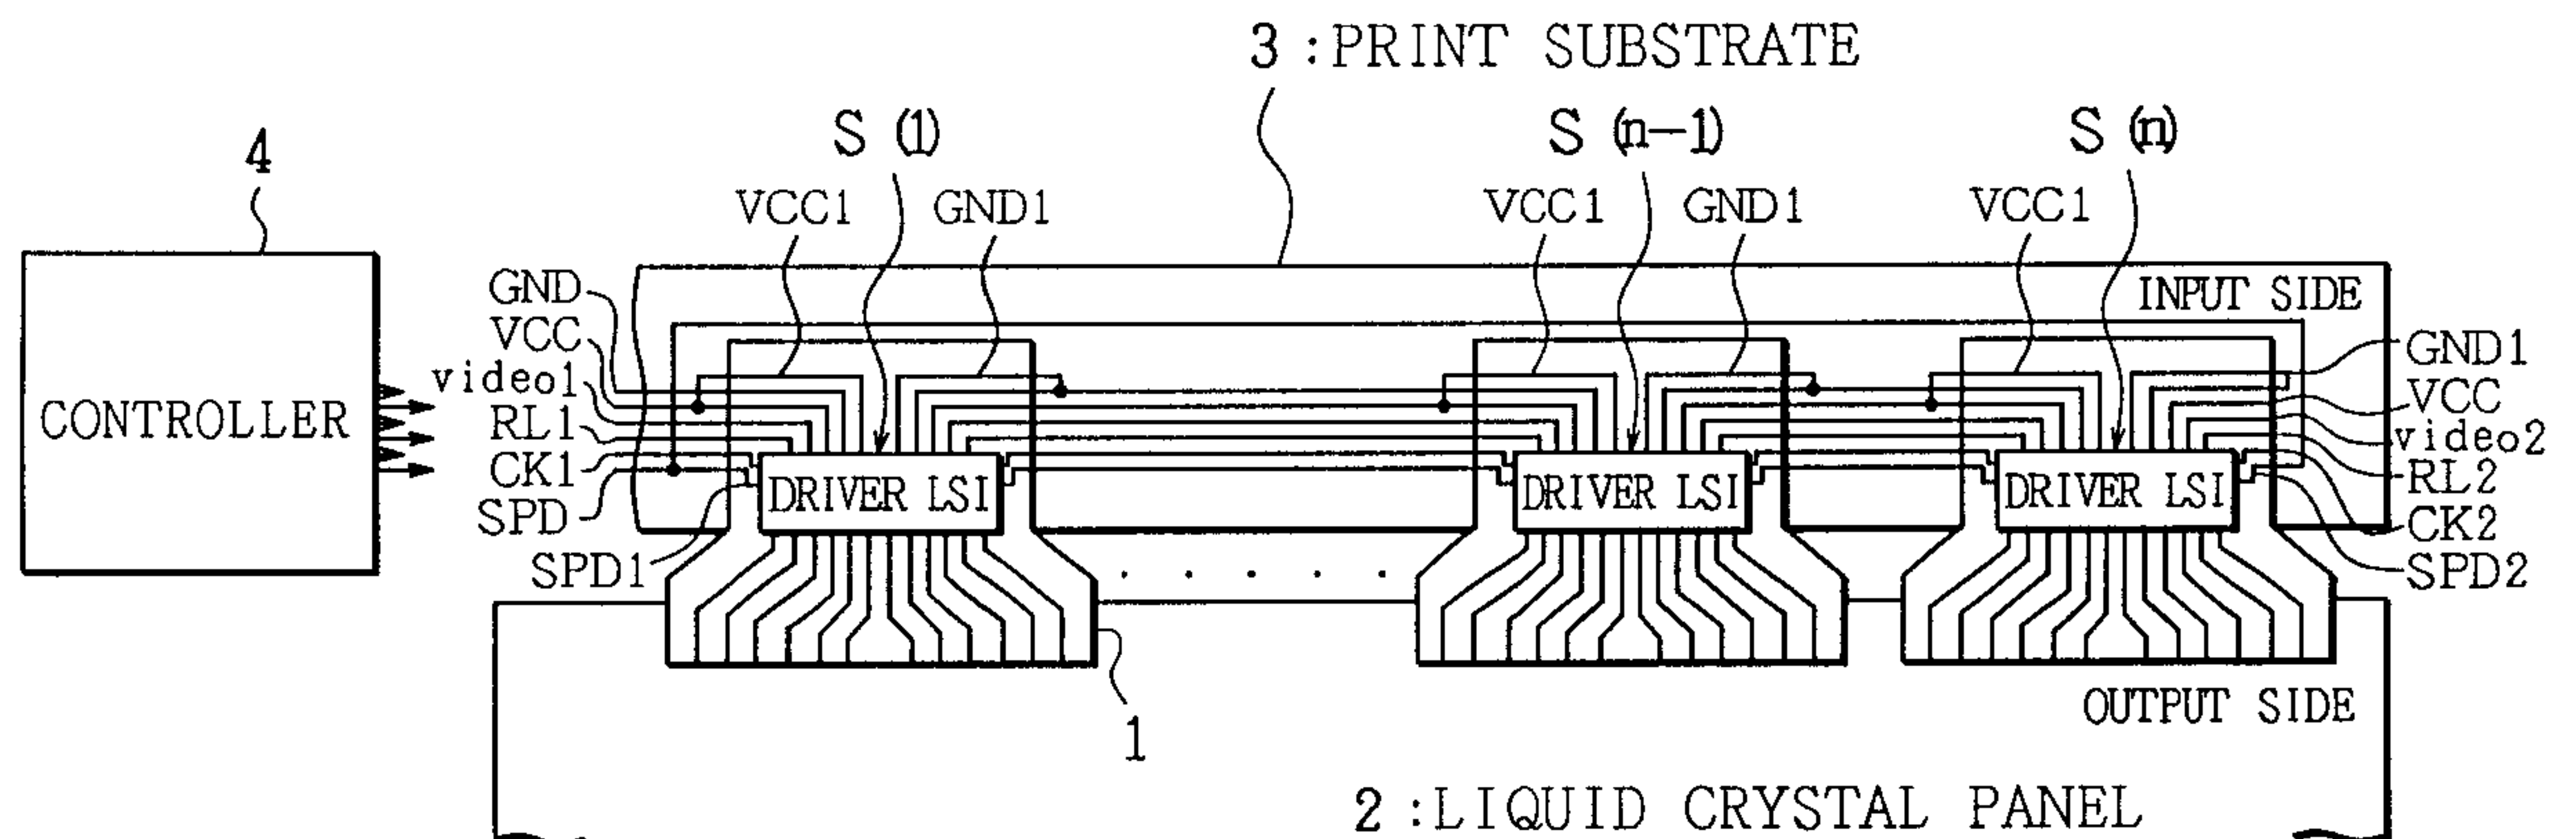 3 : PRINT SUBSTRATE
4
S (1)
S (n-1)
S (n)
VCC1
GND1
VCC1
GND1
VCC1
CONTROLLER
GND
VCC
video1
RL1
CK1
SPD
SPD1
INPUT SIDE
GND1
VCC
video2
RL2
CK2
SPD2
DRIVER LSI
DRIVER LSI
DRIVER LSI
. . . . .
1
OUTPUT SIDE
2 : LIQUID CRYSTAL PANEL